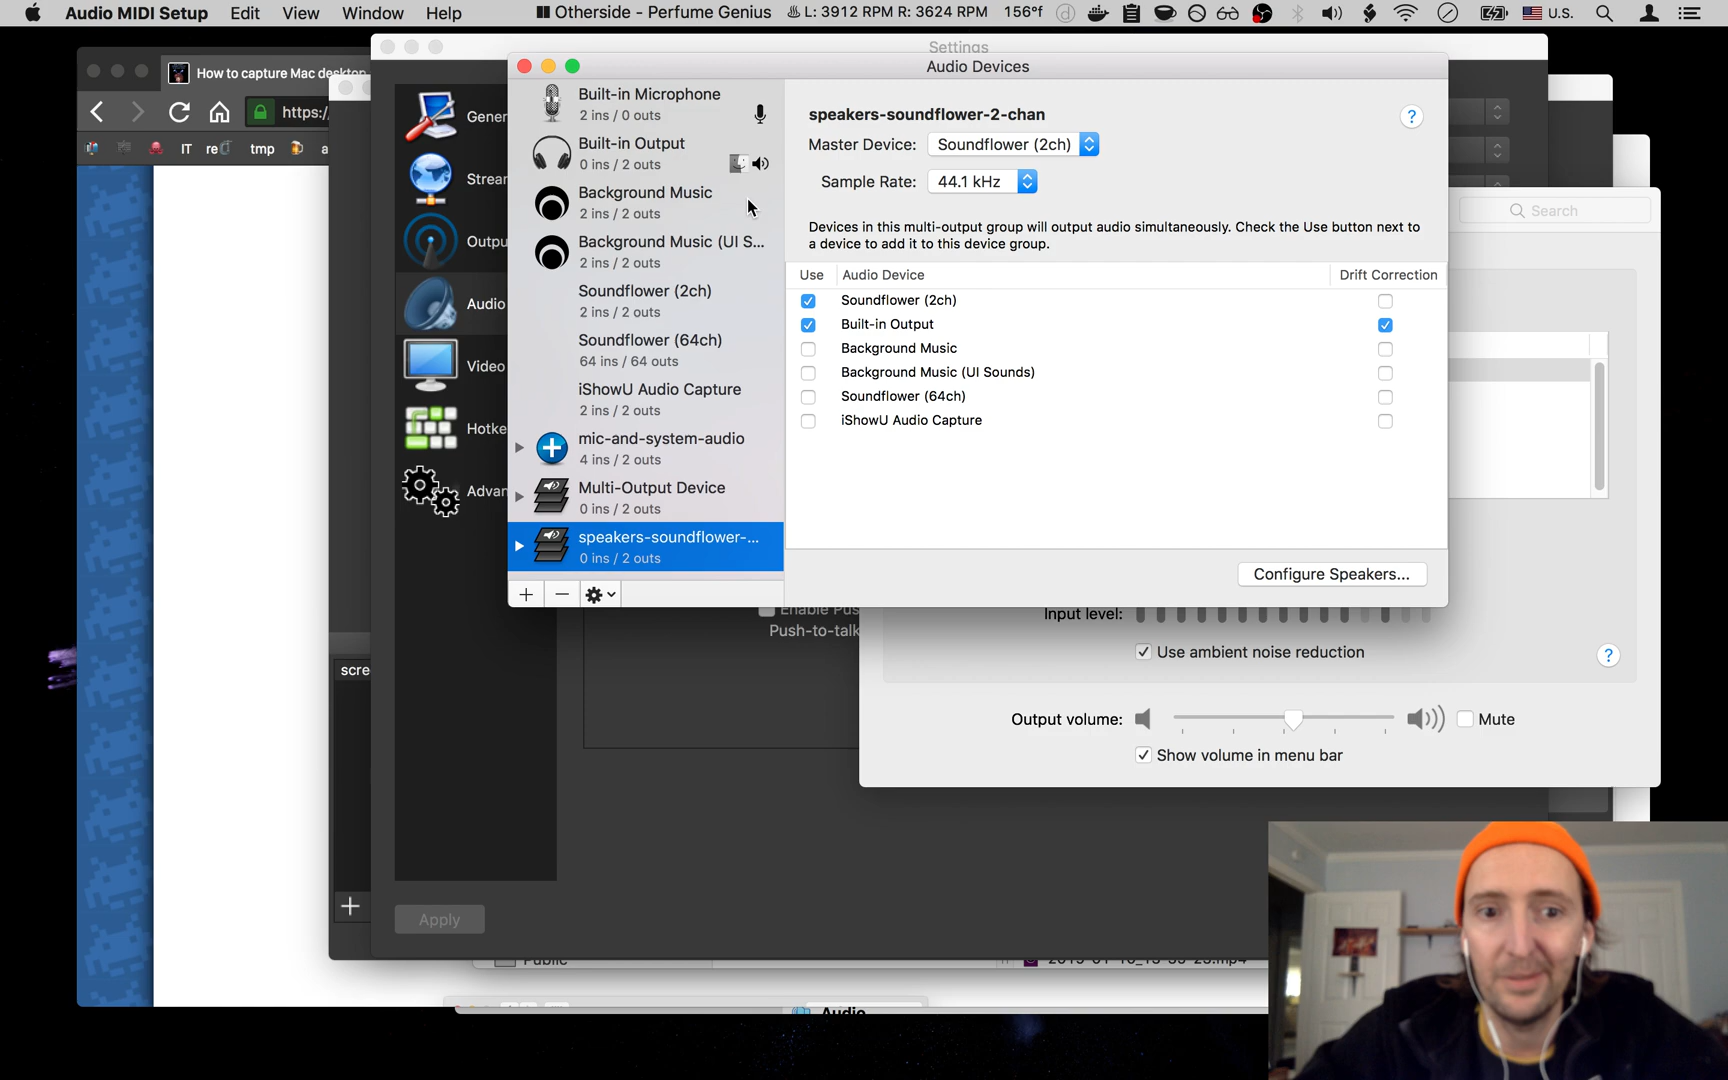 Audio MIDI Setup Edit View Window Help Otherside - Perfume Genius L: 3912 RPM R: 3624 RPM 156°f U.S.
Settings
Audio Devices
How to capture Mac desktop
https:/
IT re tmp
Gener
Stream
Outpu
Audio
Video
Hotke
Advan
Apply
scre
Built-in Microphone
2 ins / 0 outs
Built-in Output
0 ins / 2 outs
Background Music
2 ins / 2 outs
Background Music (UI S...
2 ins / 2 outs
Soundflower (2ch)
2 ins / 2 outs
Soundflower (64ch)
64 ins / 64 outs
iShowU Audio Capture
2 ins / 2 outs
mic-and-system-audio
4 ins / 2 outs
Multi-Output Device
0 ins / 2 outs
speakers-soundflower-...
0 ins / 2 outs
speakers-soundflower-2-chan
?
Master Device: Soundflower (2ch)
Sample Rate: 44.1 kHz
Devices in this multi-output group will output audio simultaneously. Check the Use button next to
a device to add it to this device group.
Use Audio Device Drift Correction
Soundflower (2ch)
Built-in Output
Background Music
Background Music (UI Sounds)
Soundflower (64ch)
iShowU Audio Capture
Configure Speakers...
Search
Enable Pus
Push-to-talk
Input level:
Use ambient noise reduction
?
Output volume: Mute
Show volume in menu bar
Public
Audio